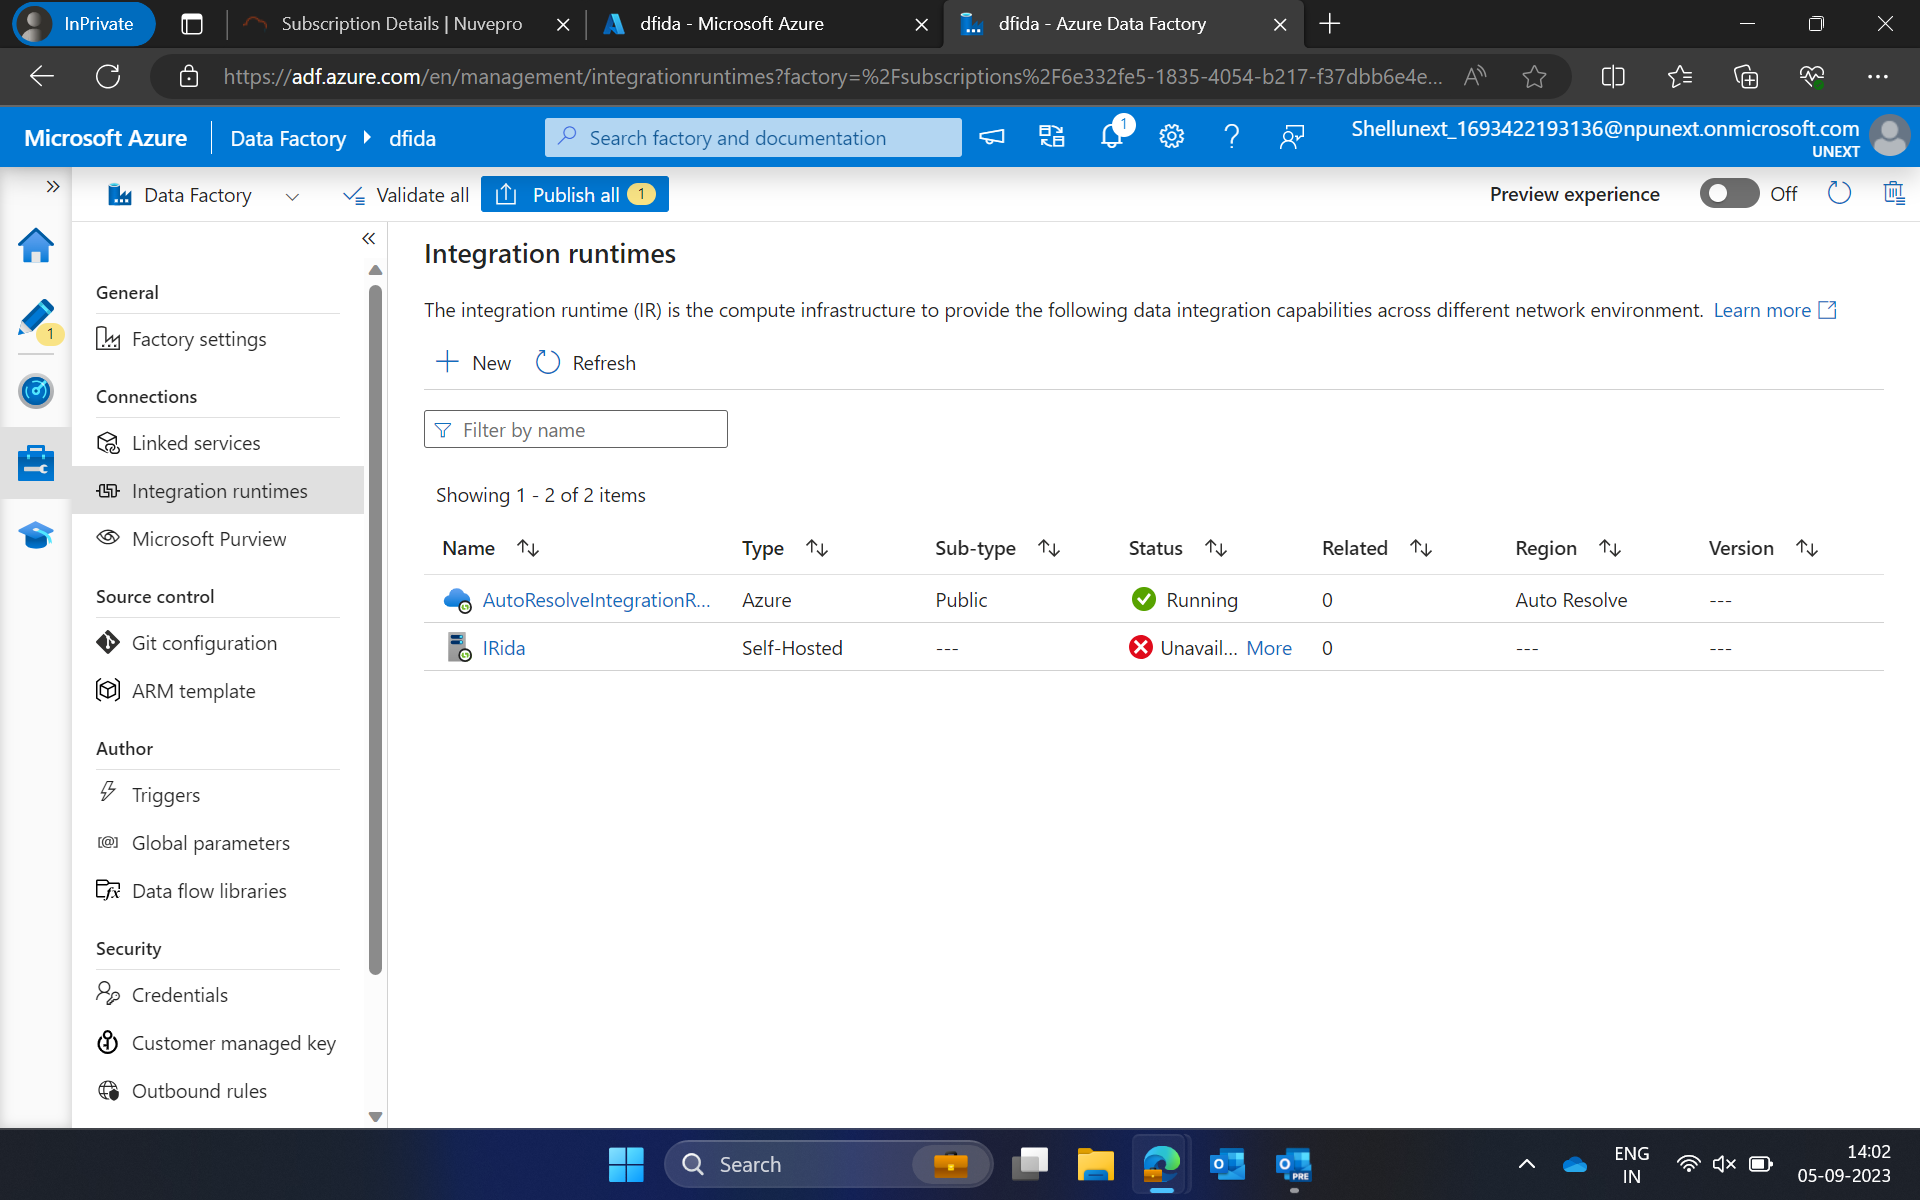 InPrivate
Subscription Details | Nuvepro
dfida - Microsoft Azure
dfida - Azure Data Factory
https://adf.azure.com/en/management/integrationruntimes?factory=%2Fsubscriptions%2F6e332fe5-1835-4054-b217-f37dbb6e4e...
Microsoft Azure
Data Factory
dfida
Search factory and documentation
1
Shellunext_1693422193136@npunext.onmicrosoft.com
UNEXT
Data Factory
Validate all
Publish all 1
Preview experience
Off
1
General
Factory settings
Connections
Linked services
Integration runtimes
Microsoft Purview
Source control
Git configuration
ARM template
Author
Triggers
Global parameters
Data flow libraries
Security
Credentials
Customer managed key
Outbound rules
Integration runtimes
The integration runtime (IR) is the compute infrastructure to provide the following data integration capabilities across different network environment. Learn more
New
Refresh
Filter by name
Showing 1 - 2 of 2 items
Name Type Sub-type Status Related Region Version
AutoResolveIntegrationR... Azure Public Running 0 Auto Resolve ---
IRida Self-Hosted --- Unavail... More 0 --- ---
Search
PRE
ENG
IN
14:02
05-09-2023